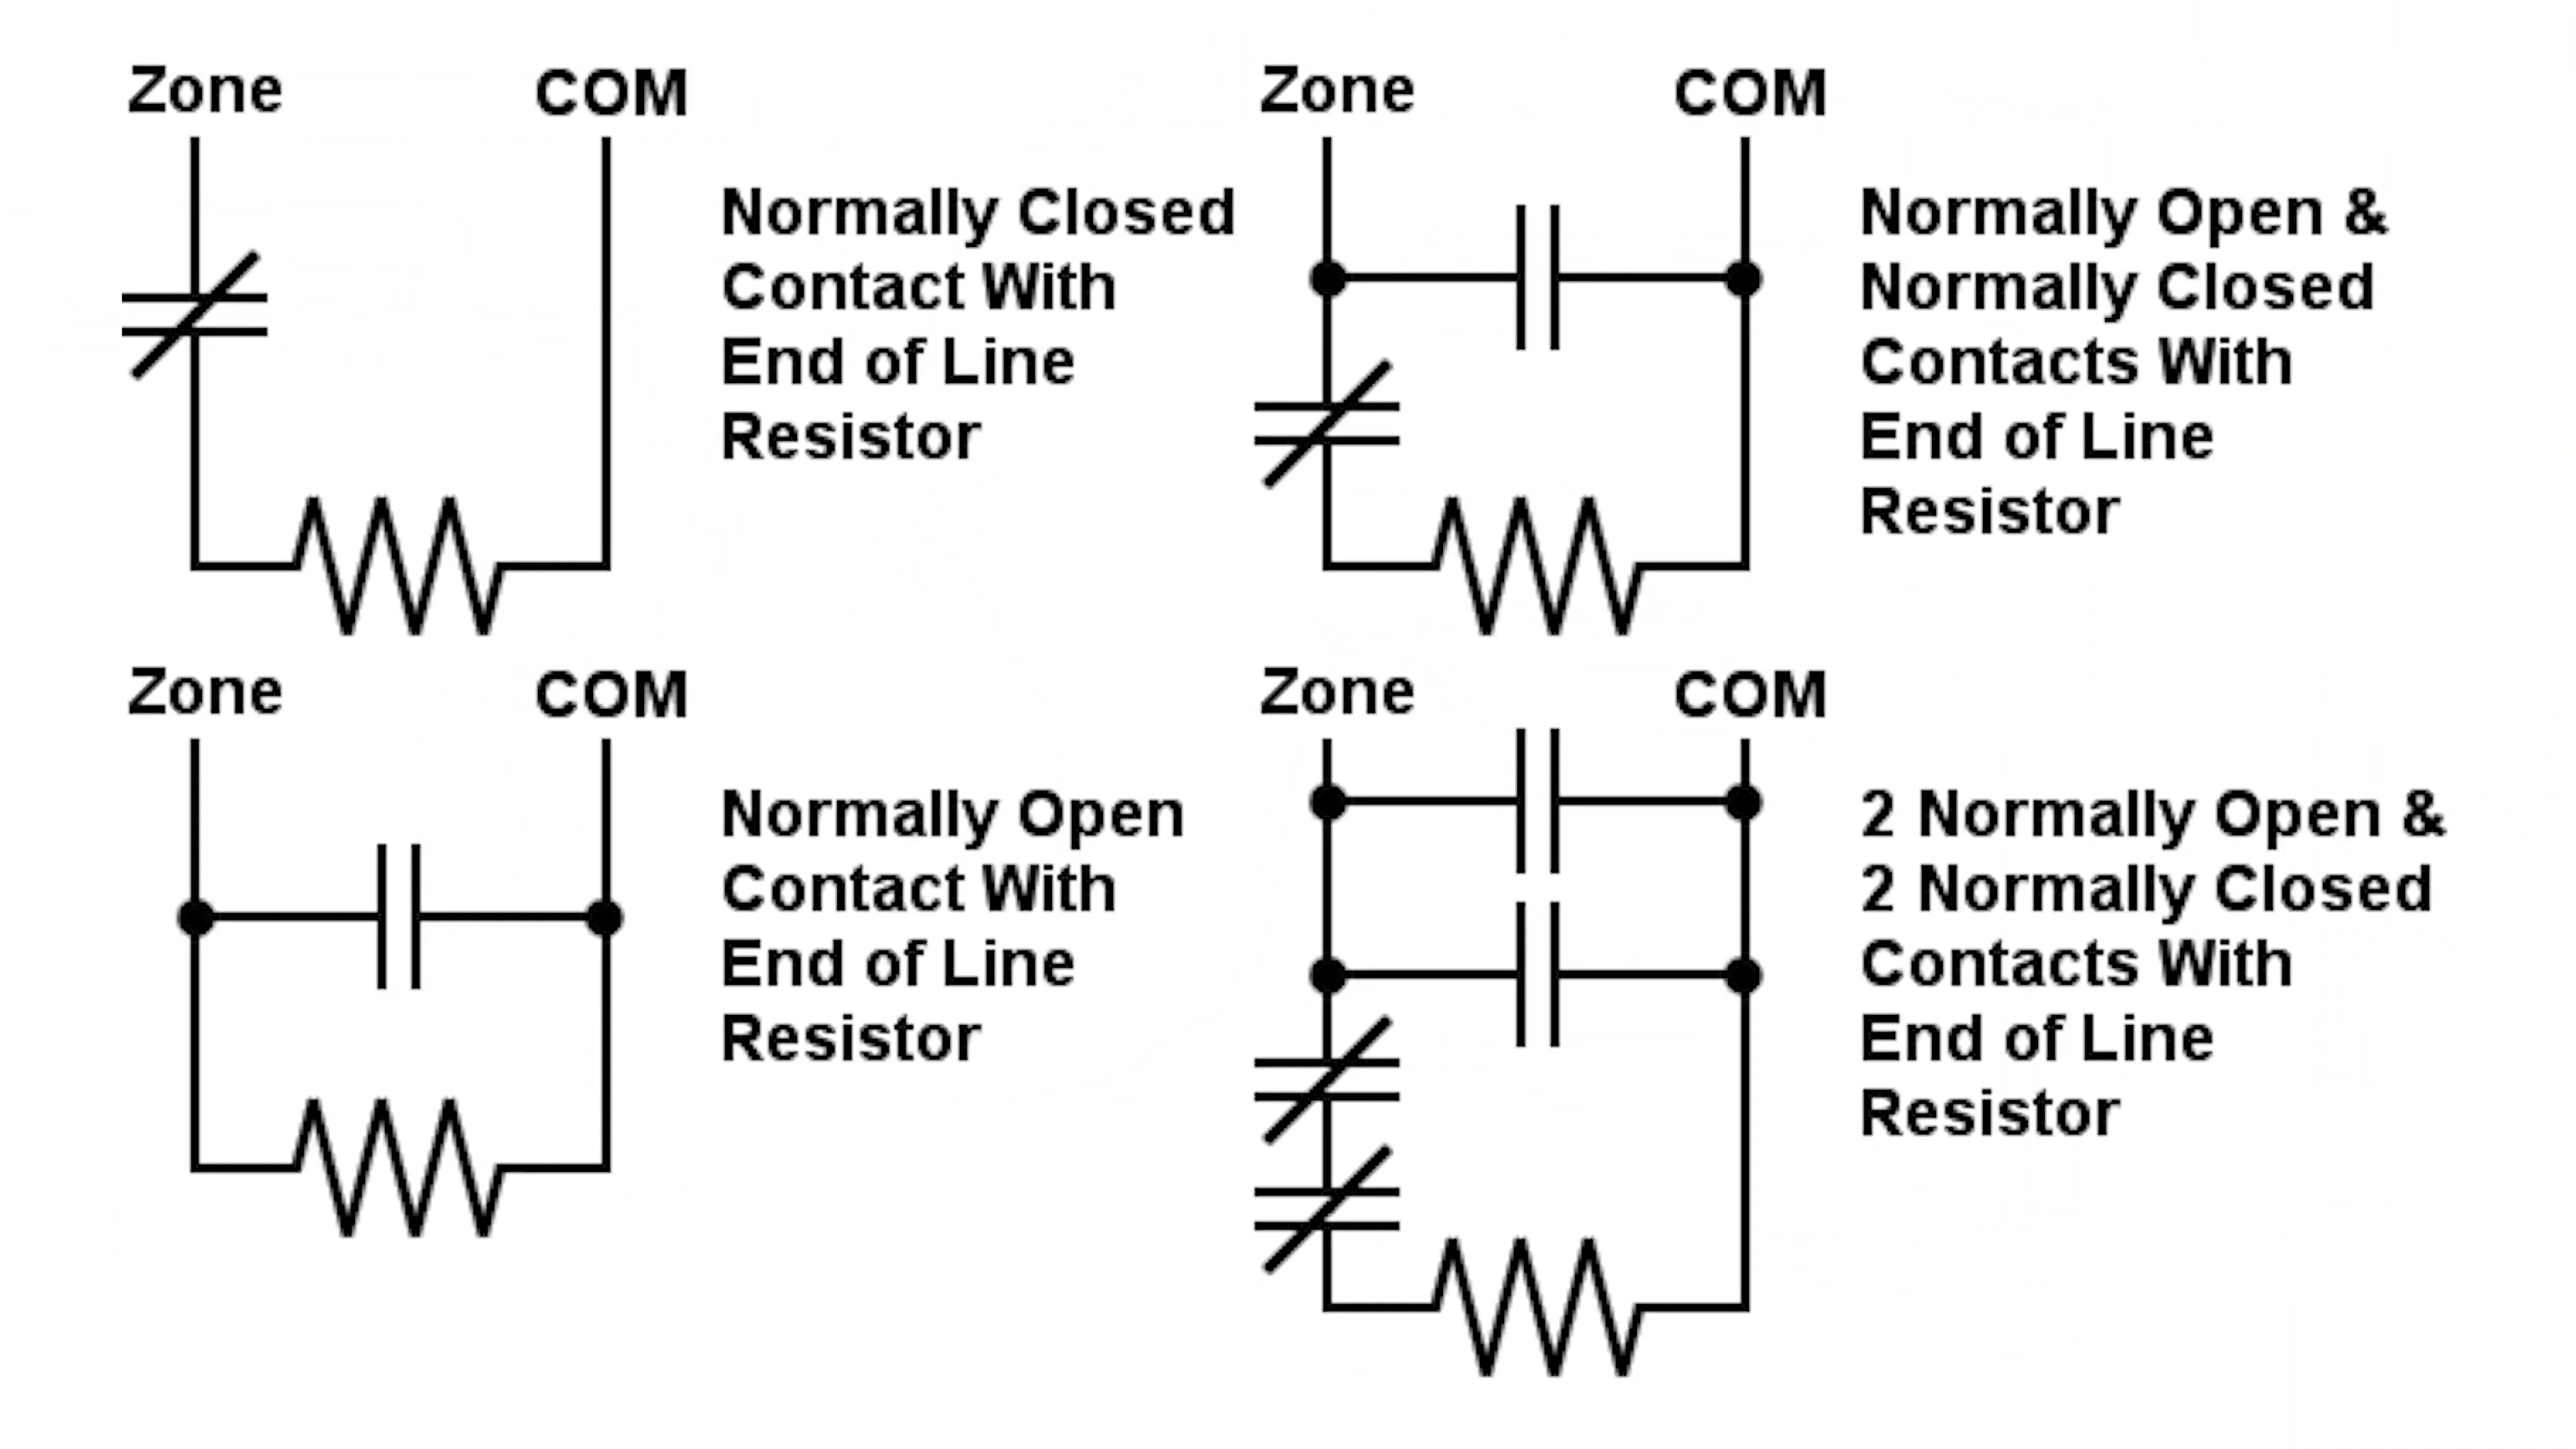 Zone COM
Normally Closed
Contact With
End of Line
Resistor
Zone COM
Normally Open &
Normally Closed
Contacts With
End of Line
Resistor
Zone COM
Normally Open
Contact With
End of Line
Resistor
Zone COM
2 Normally Open &
2 Normally Closed
Contacts With
End of Line
Resistor